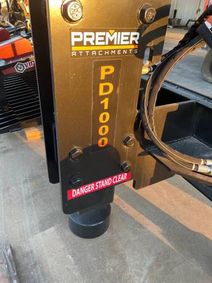 PREMIER
ATTACHMENTS
PD1000
DANGER STAND CLEAR